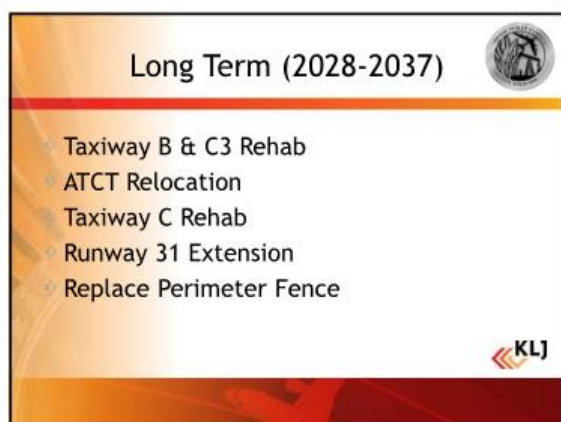 Long Term (2028-2037)
Taxiway B & C3 Rehab
ATCT Relocation
Taxiway C Rehab
Runway 31 Extension
Replace Perimeter Fence
KLJ